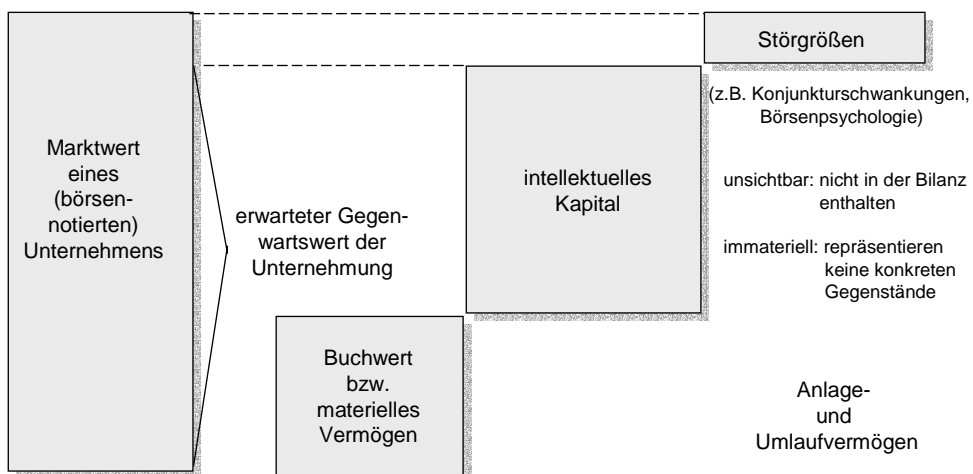 Störgrößen
(z.B. Konjunkturschwankungen,
Börsenpsychologie)
Marktwert
eines
(börsen-
notierten)
Unternehmens
erwarteter Gegen-
wartswert der
Unternehmung
intellektuelles
Kapital
unsichtbar: nicht in der Bilanz
enthalten
immateriell: repräsentieren
keine konkreten
Gegenstände
Buchwert
bzw.
materielles
Vermögen
Anlage-
und
Umlaufvermögen